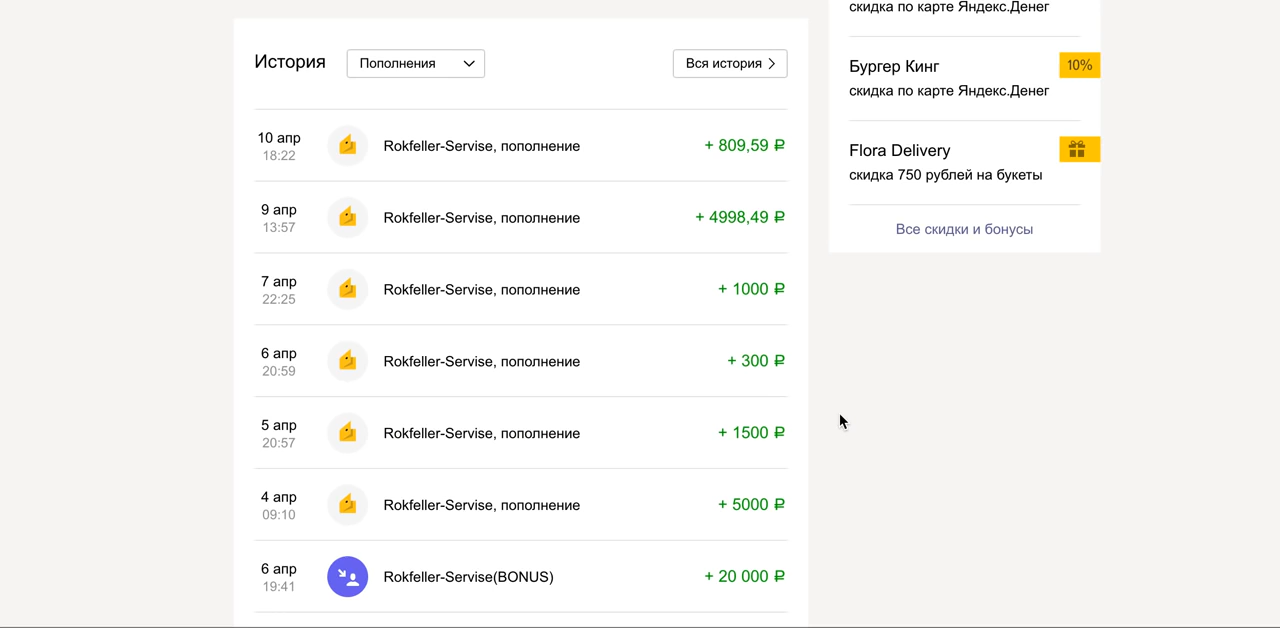 История
Пополнения
Вся история
10 апр
18:22
Rokfeller-Servise, пополнение
+ 809,59 ₽
9 апр
13:57
Rokfeller-Servise, пополнение
+ 4998,49 ₽
7 апр
22:25
Rokfeller-Servise, пополнение
+ 1000 ₽
6 апр
20:59
Rokfeller-Servise, пополнение
+ 300 ₽
5 апр
20:57
Rokfeller-Servise, пополнение
+ 1500 ₽
4 апр
09:10
Rokfeller-Servise, пополнение
+ 5000 ₽
6 апр
19:41
Rokfeller-Servise(BONUS)
+ 20 000 ₽
скидка по карте Яндекс.Денег
Бургер Кинг
10%
скидка по карте Яндекс.Денег
Flora Delivery
скидка 750 рублей на букеты
Все скидки и бонусы